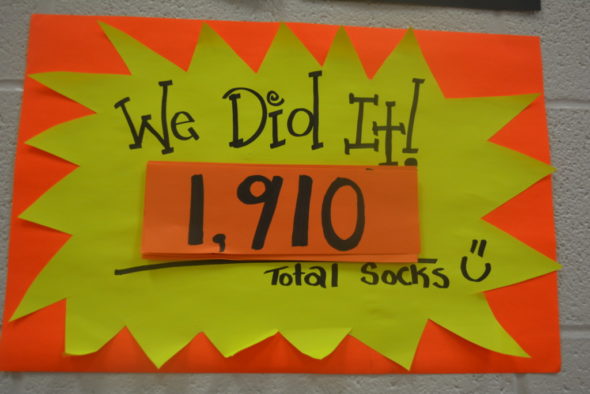 We Did It!
1,910
Total Socks